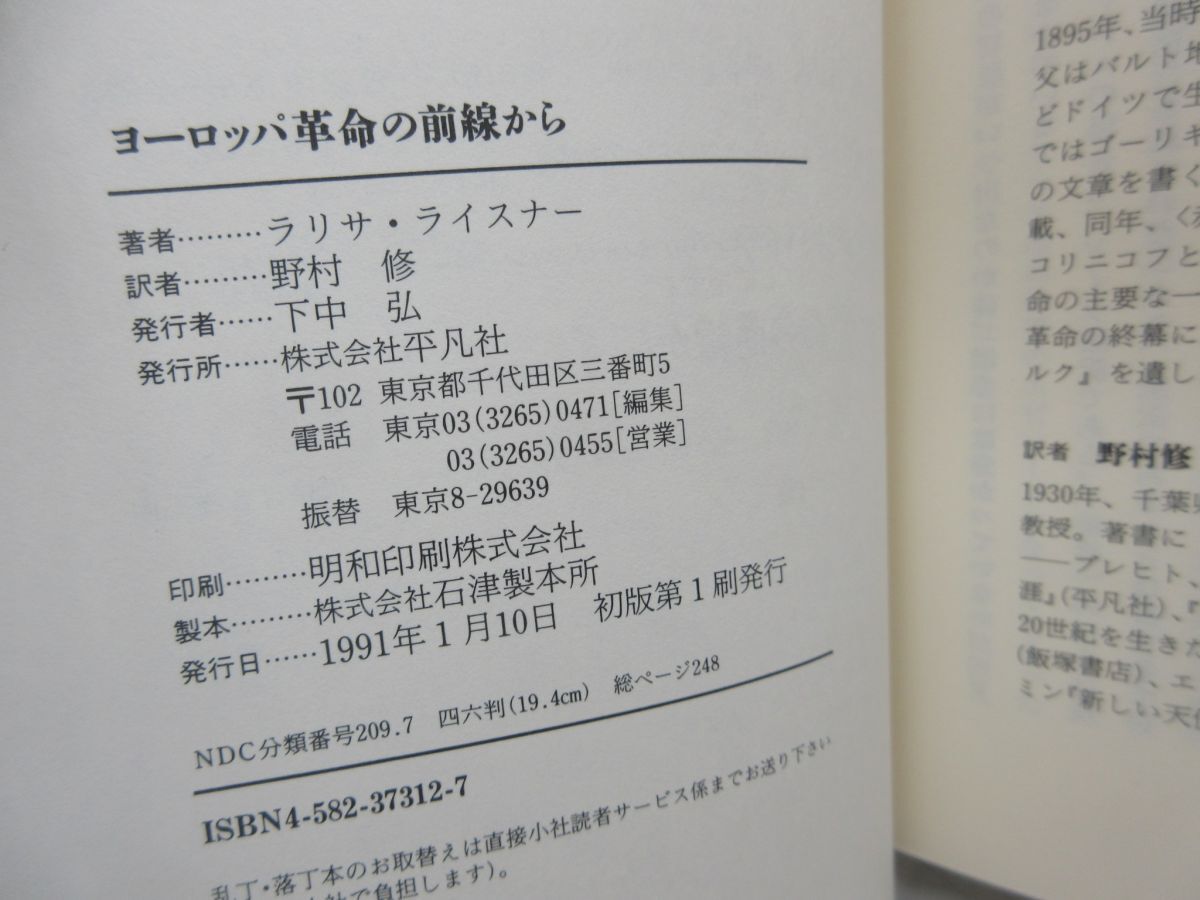 ヨーロッパ革命の前線から
著者………ラリサ・ライスナー
訳者………野村　修
発行者……下中　弘
発行所……株式会社平凡社
〒102 東京都千代田区三番町5
電話　東京03(3265)0471[編集]
03(3265)0455[営業]
振替　東京8-29639
印刷………明和印刷株式会社
製本………株式会社石津製本所
発行日……1991年1月10日　初版第1刷発行
NDC分類番号209.7　四六判(19.4cm)　総ページ248
ISBN4-582-37312-7
乱丁・落丁本のお取替えは直接小社読者サービス係までお送り下さい
社で負担します)。
1895年、当時
父はバルト地
どドイツで生
ではゴーリキ
の文章を書く
載、同年、
コリニコフと
命の主要な一
革命の終幕に
ルク』を遺し
訳者　野村修
1930年、千葉県
教授。著書に
――ブレヒト、
涯』(平凡社)、『
20世紀を生きた
(飯塚書店)、エ
ミン『新しい天使